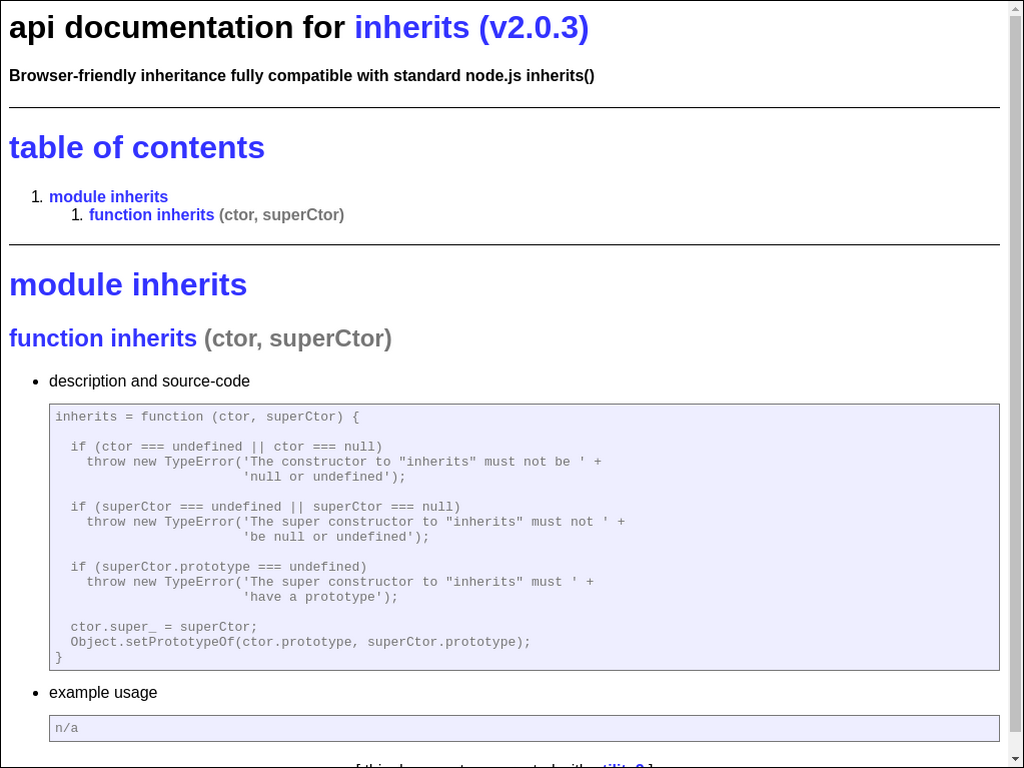 api documentation for inherits (v2.0.3)
Browser-friendly inheritance fully compatible with standard node.js inherits()
table of contents
1. module inherits
1. function inherits (ctor, superCtor)
module inherits
function inherits (ctor, superCtor)
• description and source-code
inherits = function (ctor, superCtor) {
  if (ctor === undefined || ctor === null)
    throw new TypeError('The constructor to "inherits" must not be ' +
                        'null or undefined');
  if (superCtor === undefined || superCtor === null)
    throw new TypeError('The super constructor to "inherits" must not ' +
                        'be null or undefined');
  if (superCtor.prototype === undefined)
    throw new TypeError('The super constructor to "inherits" must ' +
                        'have a prototype');
  ctor.super_ = superCtor;
  Object.setPrototypeOf(ctor.prototype, superCtor.prototype);
}
• example usage
n/a